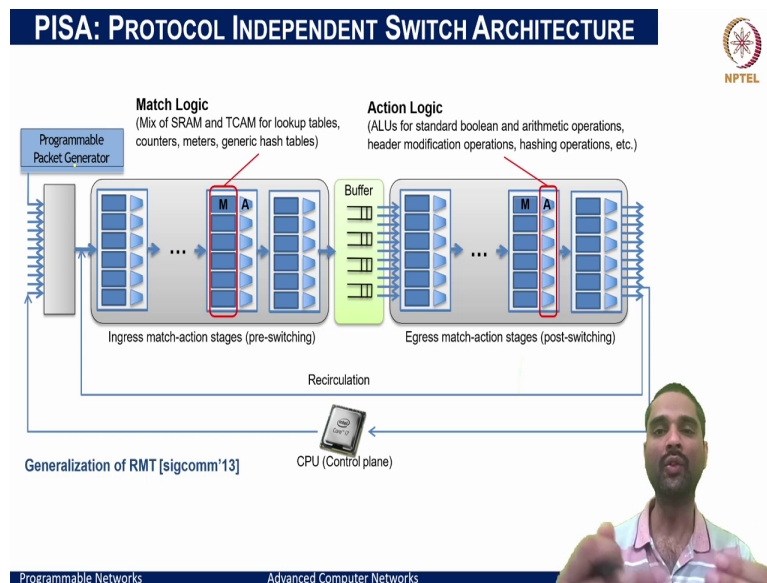 PISA: PROTOCOL INDEPENDENT SWITCH ARCHITECTURE
NPTEL
Match Logic
(Mix of SRAM and TCAM for lookup tables,
counters, meters, generic hash tables)
Action Logic
(ALUs for standard boolean and arithmetic operations,
header modification operations, hashing operations, etc.)
Programmable
Packet Generator
Buffer
M A
M A
...
...
Ingress match-action stages (pre-switching)
Egress match-action stages (post-switching)
Recirculation
intel
CORE i7
CPU (Control plane)
Generalization of RMT [sigcomm'13]
Programmable Networks
Advanced Computer Networks